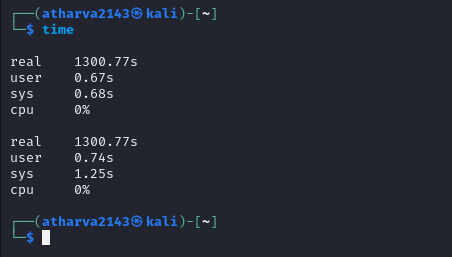 ┌──(atharva2143㉿kali)-[~]
└─$ time

real    1300.77s
user    0.67s
sys     0.68s
cpu     0%

real    1300.77s
user    0.74s
sys     1.25s
cpu     0%

┌──(atharva2143㉿kali)-[~]
└─$